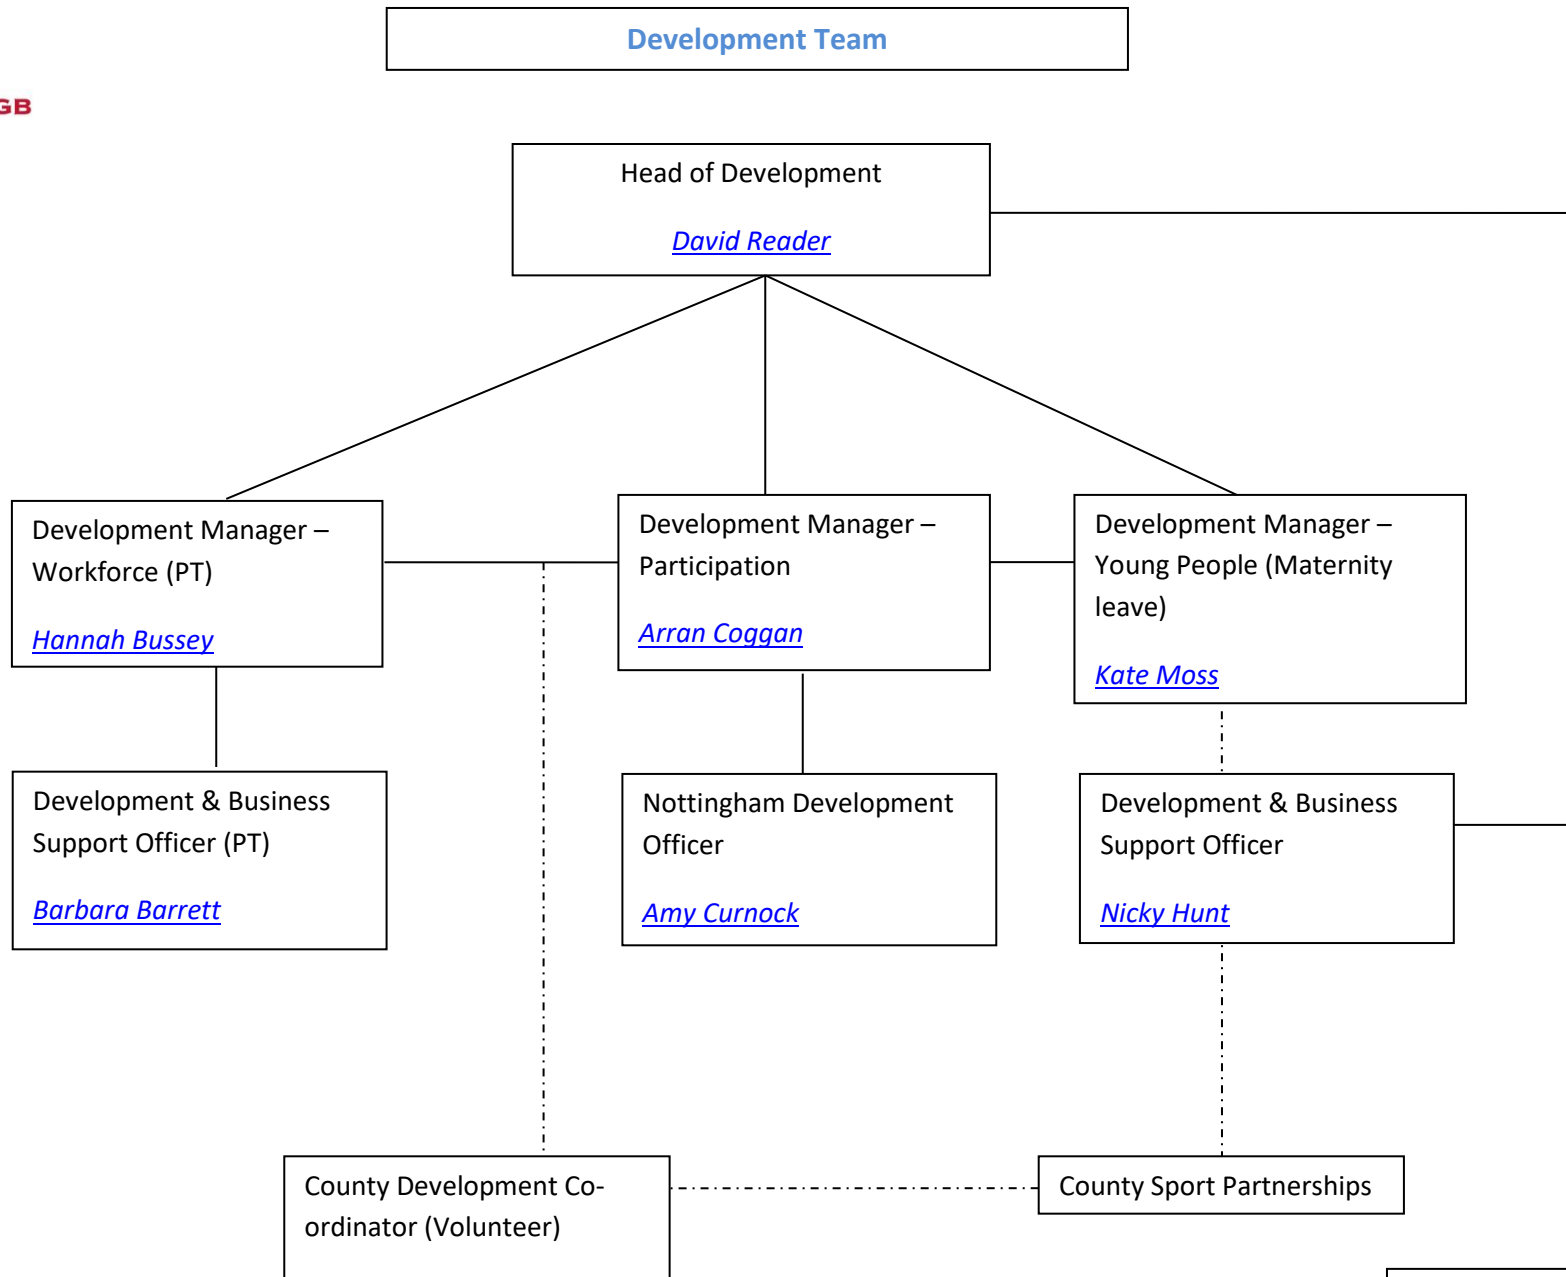 Development Team
GB
Head of Development
David Reader
Development Manager –
Workforce (PT)
Hannah Bussey
Development Manager –
Participation
Arran Coggan
Development Manager –
Young People (Maternity
leave)
Kate Moss
Development & Business
Support Officer (PT)
Barbara Barrett
Nottingham Development
Officer
Amy Curnock
Development & Business
Support Officer
Nicky Hunt
County Development Co-
ordinator (Volunteer)
County Sport Partnerships